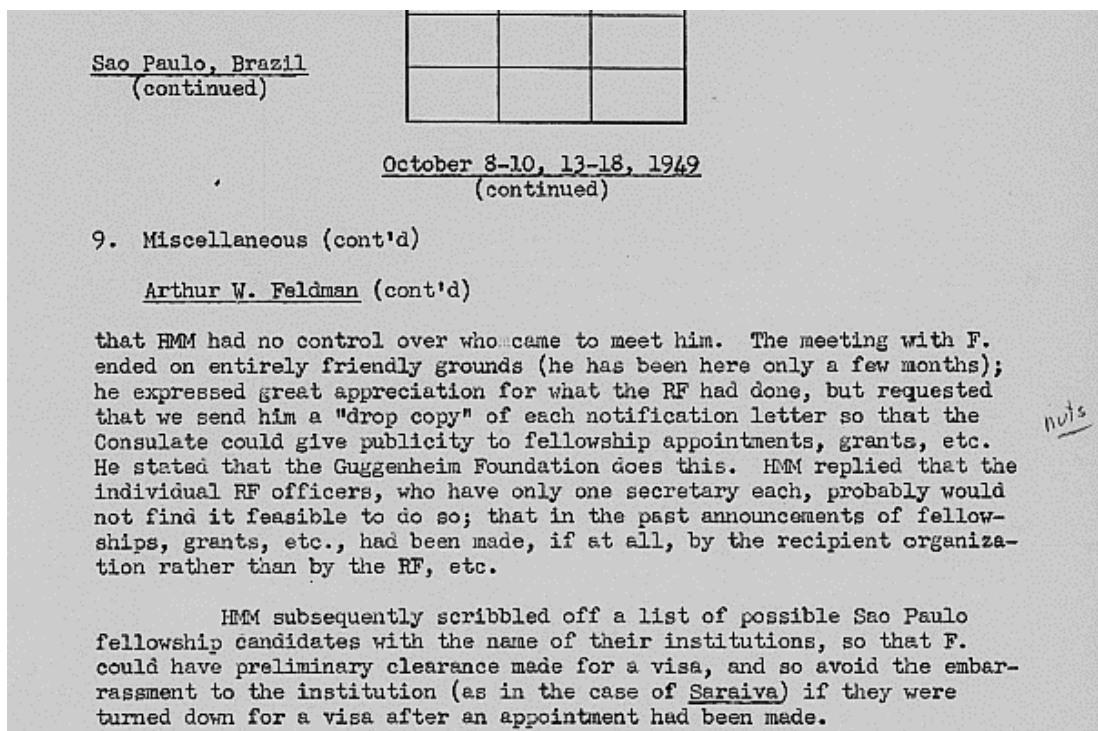 Sao Paulo, Brazil
(continued)
October 8-10, 13-18, 1949
(continued)
9. Miscellaneous (cont'd)
Arthur W. Feldman (cont'd)
that HMM had no control over who came to meet him. The meeting with F.
ended on entirely friendly grounds (he has been here only a few months);
he expressed great appreciation for what the RF had done, but requested
that we send him a "drop copy" of each notification letter so that the
Consulate could give publicity to fellowship appointments, grants, etc.
nuts
He stated that the Guggenheim Foundation does this. HMM replied that the
individual RF officers, who have only one secretary each, probably would
not find it feasible to do so; that in the past announcements of fellow-
ships, grants, etc., had been made, if at all, by the recipient organiza-
tion rather than by the RF, etc.
HMM subsequently scribbled off a list of possible Sao Paulo
fellowship candidates with the name of their institutions, so that F.
could have preliminary clearance made for a visa, and so avoid the embar-
rassment to the institution (as in the case of Saraiva) if they were
turned down for a visa after an appointment had been made.